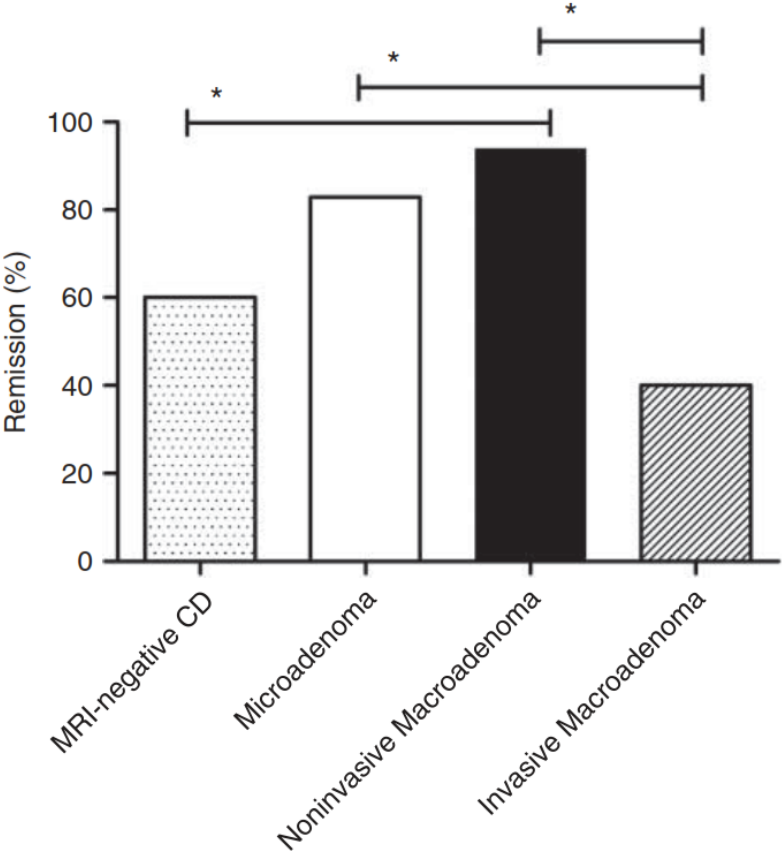 *
*
*
100
80
60
40
20
0
Remission (%)
MRI-negative CD
Microadenoma
Noninvasive Macroadenoma
Invasive Macroadenoma